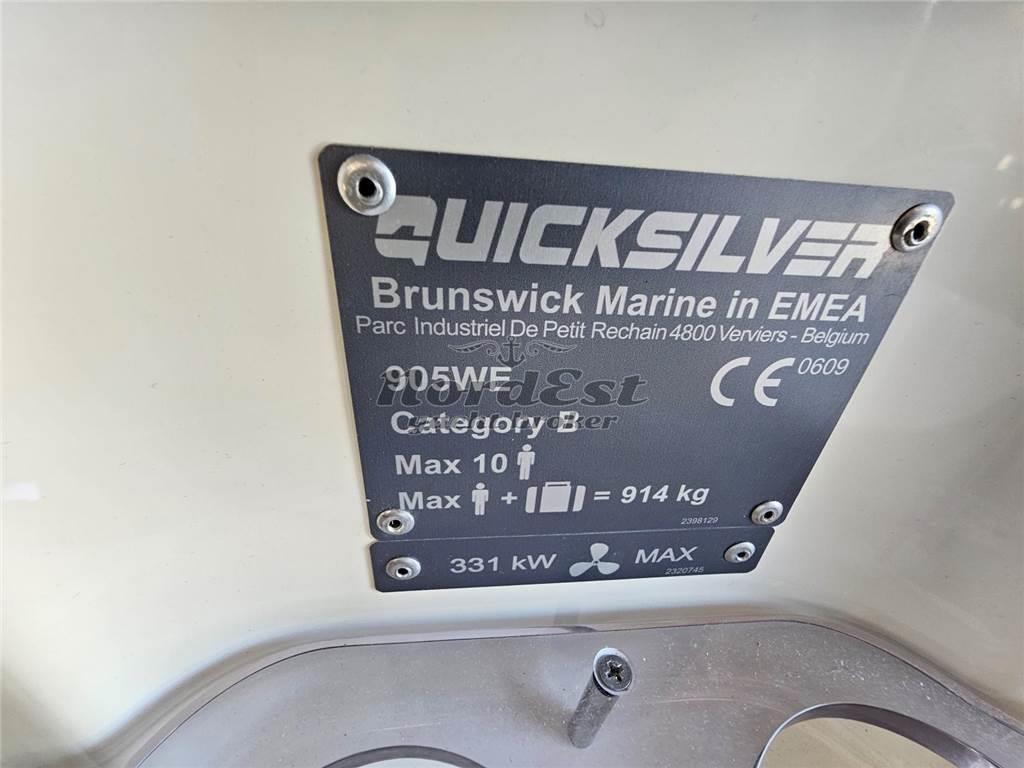 QUICKSILVER
Brunswick Marine in EMEA
Parc Industriel De Petit Rechain 4800 Verviers - Belgium
905WE
CE 0609
nordEst
yachtbroker
Category B
Max 10
Max + = 914 kg
2398129
331 kW MAX
2320745